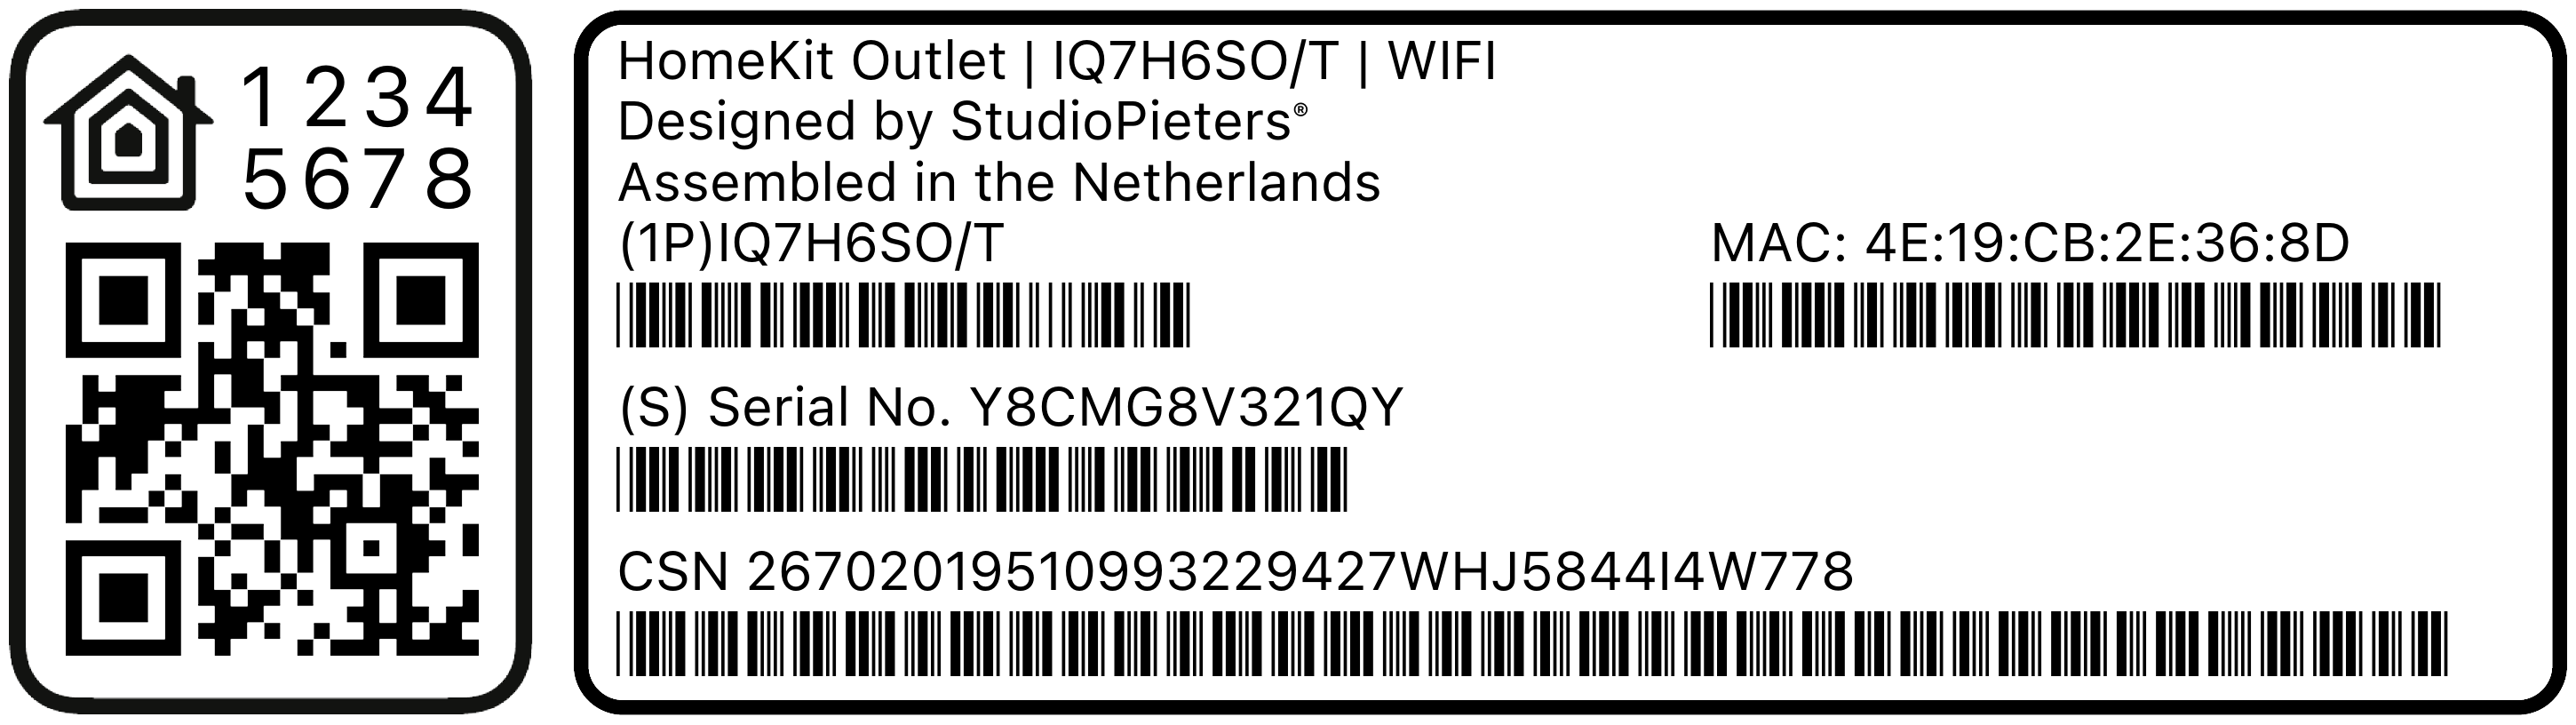 1234
5678
HomeKit Outlet | IQ7H6SO/T | WIFI
Designed by StudioPieters®
Assembled in the Netherlands
(1P)IQ7H6SO/T
MAC: 4E:19:CB:2E:36:8D
(S) Serial No. Y8CMG8V321QY
CSN 26702019510993229427WHJ5844I4W778